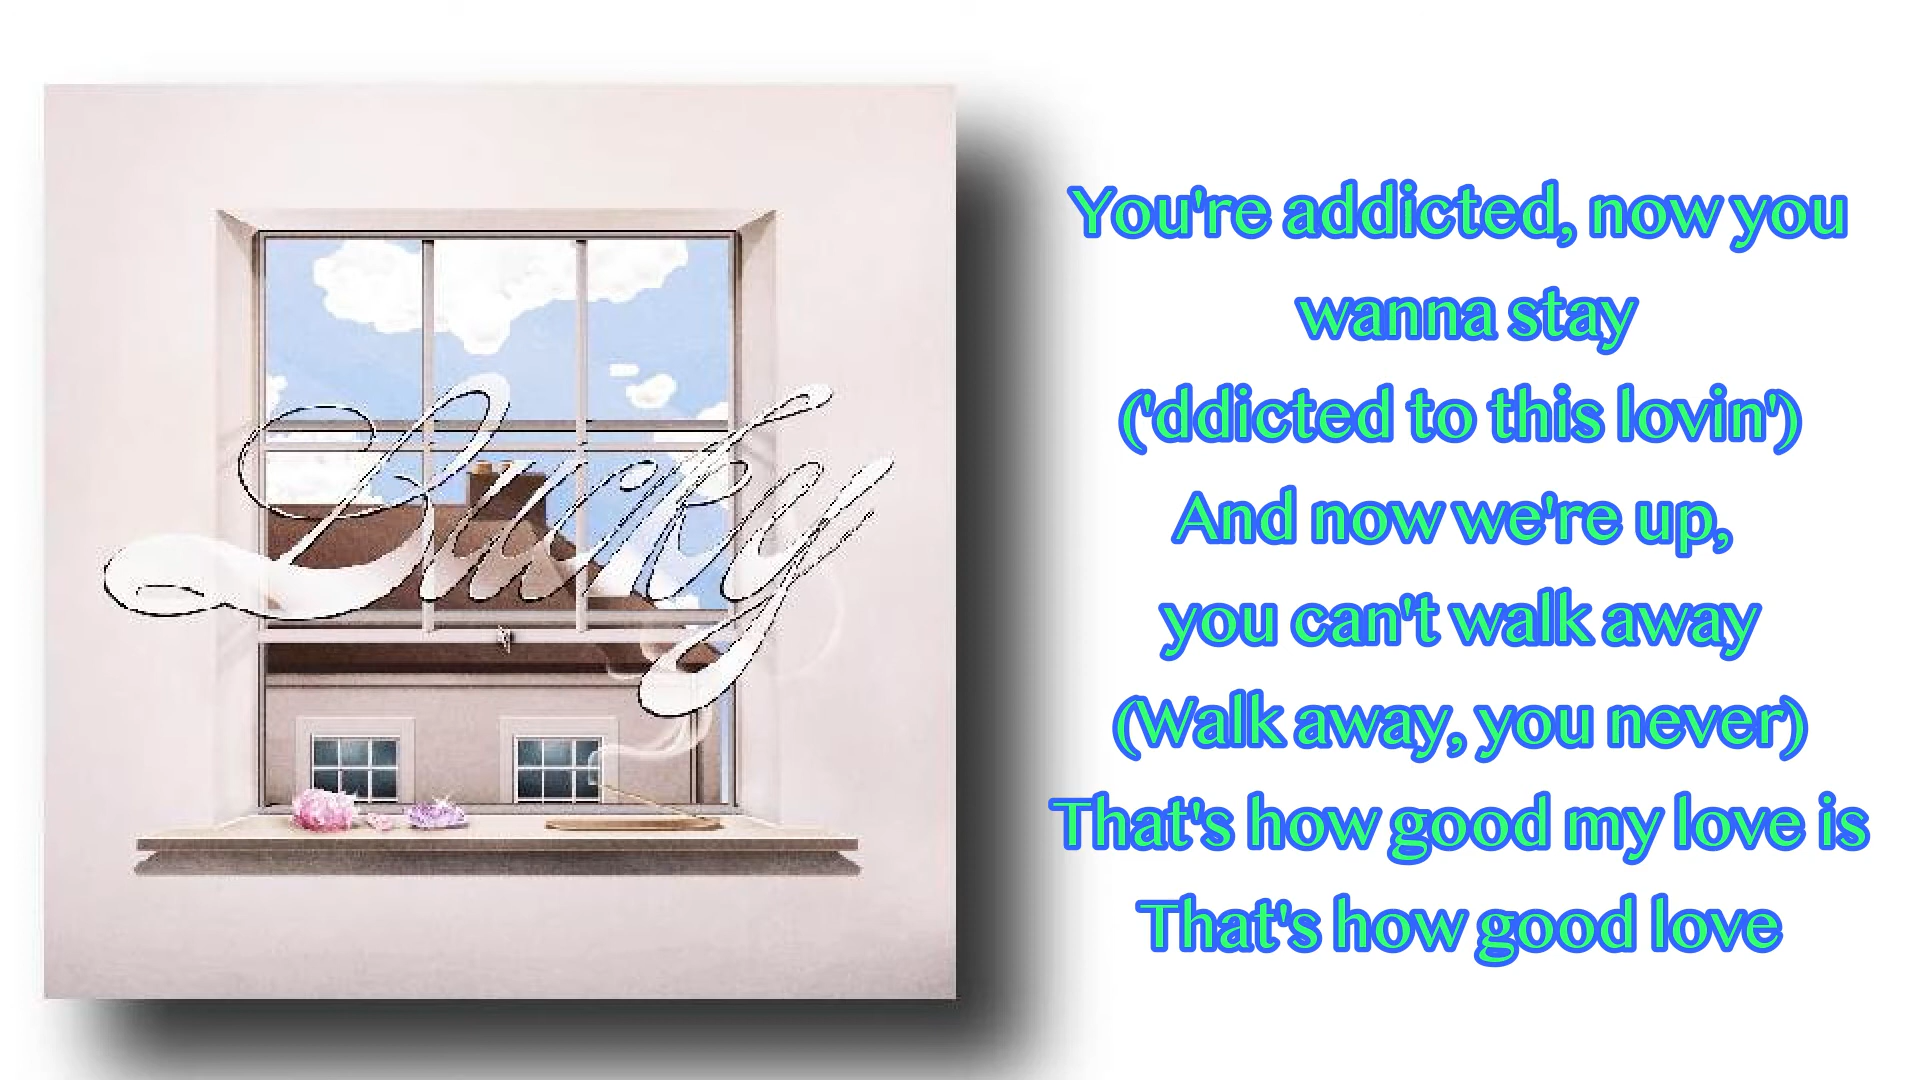 Lucky
You're addicted, now you
wanna stay
('ddicted to this lovin')
And now we're up,
you can't walk away
(Walk away, you never)
That's how good my love is
That's how good love